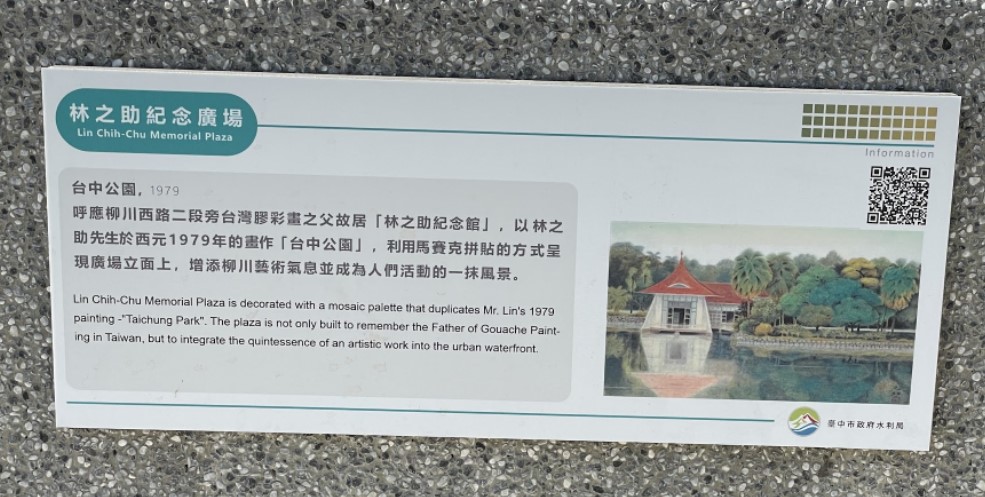 林之助紀念廣場
Lin Chih-Chu Memorial Plaza
Information
台中公園, 1979
呼應柳川西路二段旁台灣膠彩畫之父故居「林之助紀念館」, 以林之
助先生於西元1979年的畫作「台中公園」, 利用馬賽克拼貼的方式呈
現廣場立面上, 增添柳川藝術氣息並成為人們活動的一抹風景。
Lin Chih-Chu Memorial Plaza is decorated with a mosaic palette that duplicates Mr. Lin's 1979
painting -"Taichung Park". The plaza is not only built to remember the Father of Gouache Paint-
ing in Taiwan, but to integrate the quintessence of an artistic work into the urban waterfront.
臺中市政府水利局